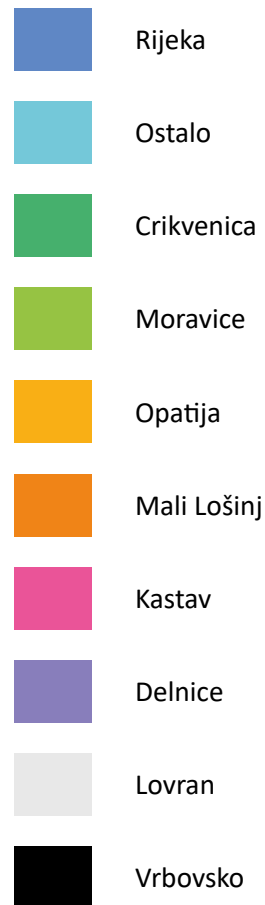 Rijeka
Ostalo
Crikvenica
Moravice
Opatija
Mali Lošinj
Kastav
Delnice
Lovran
Vrbovsko